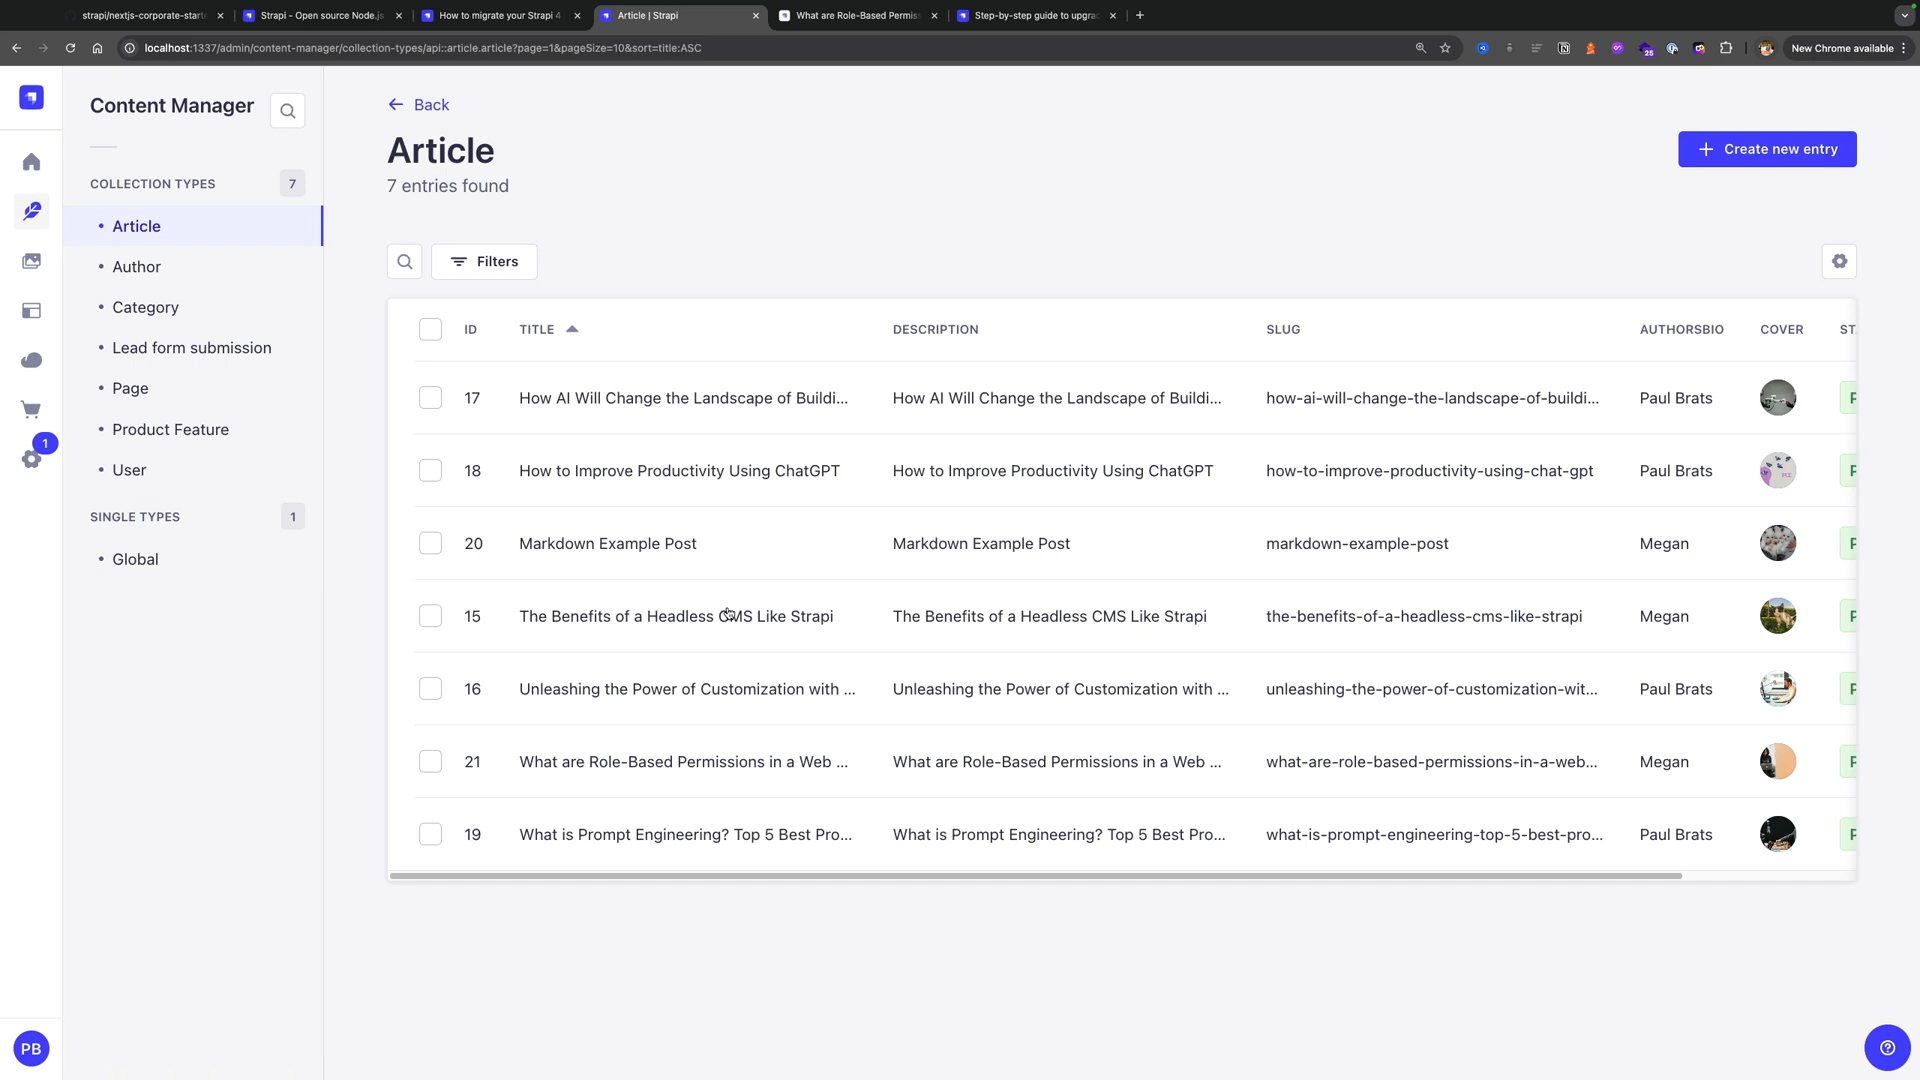 strapi/nextjs-corporate-starte
Strapi - Open source Node.js
How to migrate your Strapi 4
Article | Strapi
What are Role-Based Permiss
Step-by-step guide to upgra
localhost:1337/admin/content-manager/collection-types/api::article.article?page=1&pageSize=10&sort=title:ASC
25
New Chrome available
Content Manager
COLLECTION TYPES 7
Article
Author
Category
Lead form submission
Page
Product Feature
User
SINGLE TYPES 1
Global
1
PB
Back
Article
7 entries found
Create new entry
Filters
ID TITLE DESCRIPTION SLUG AUTHORSBIO COVER ST
17 How AI Will Change the Landscape of Buildi... How AI Will Change the Landscape of Buildi... how-ai-will-change-the-landscape-of-buildi... Paul Brats P
18 How to Improve Productivity Using ChatGPT How to Improve Productivity Using ChatGPT how-to-improve-productivity-using-chat-gpt Paul Brats P
20 Markdown Example Post Markdown Example Post markdown-example-post Megan P
15 The Benefits of a Headless CMS Like Strapi The Benefits of a Headless CMS Like Strapi the-benefits-of-a-headless-cms-like-strapi Megan P
16 Unleashing the Power of Customization with ... Unleashing the Power of Customization with ... unleashing-the-power-of-customization-wit... Paul Brats P
21 What are Role-Based Permissions in a Web ... What are Role-Based Permissions in a Web ... what-are-role-based-permissions-in-a-web... Megan P
19 What is Prompt Engineering? Top 5 Best Pro... What is Prompt Engineering? Top 5 Best Pro... what-is-prompt-engineering-top-5-best-pro... Paul Brats P